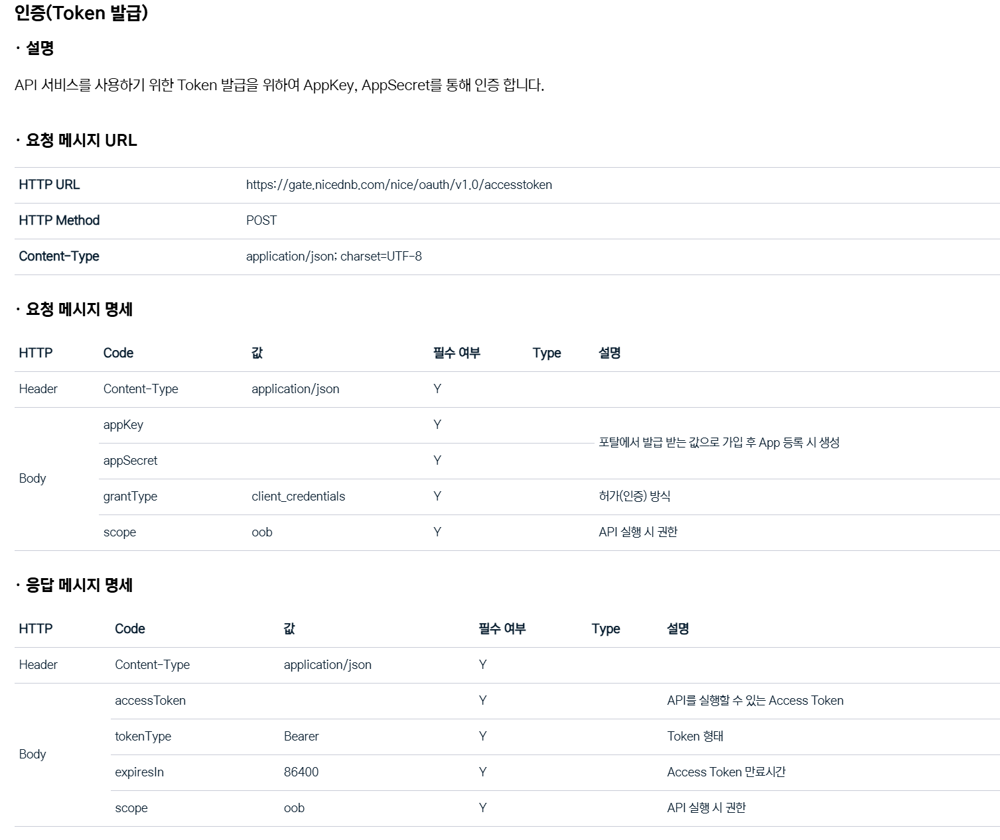 인증(Token 발급)
· 설명
API 서비스를 사용하기 위한 Token 발급을 위하여 AppKey, AppSecret를 통해 인증 합니다.
· 요청 메시지 URL
HTTP URL https://gate.nicednb.com/nice/oauth/v1.0/accesstoken
HTTP Method POST
Content-Type application/json; charset=UTF-8
· 요청 메시지 명세
HTTP Code 값 필수 여부 Type 설명
Header Content-Type application/json Y
Body
appKey Y
포탈에서 발급 받는 값으로 가입 후 App 등록 시 생성
appSecret Y
grantType client_credentials Y 허가(인증) 방식
scope oob Y API 실행 시 권한
· 응답 메시지 명세
HTTP Code 값 필수 여부 Type 설명
Header Content-Type application/json Y
Body
accessToken Y API를 실행할 수 있는 Access Token
tokenType Bearer Y Token 형태
expiresIn 86400 Y Access Token 만료시간
scope oob Y API 실행 시 권한